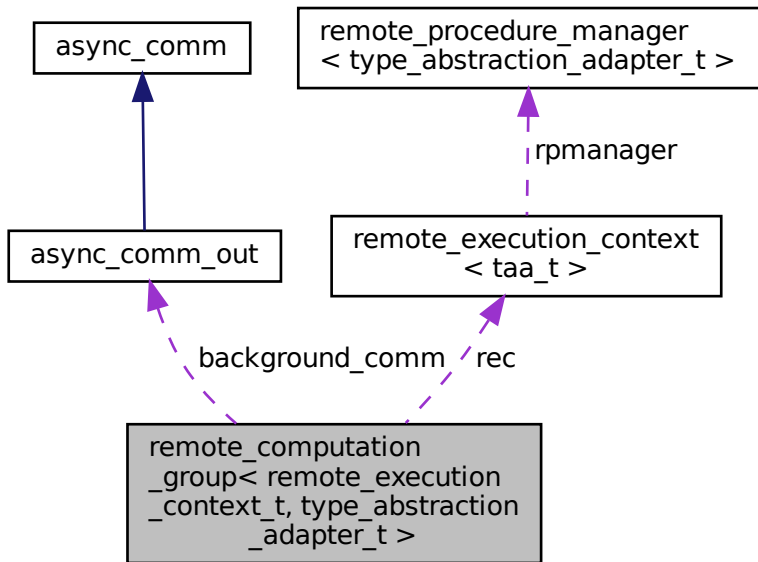 async_comm
remote_procedure_manager
< type_abstraction_adapter_t >
rpmanager
async_comm_out
remote_execution_context
< taa_t >
background_comm
rec
remote_computation
_group< remote_execution
_context_t, type_abstraction
_adapter_t >